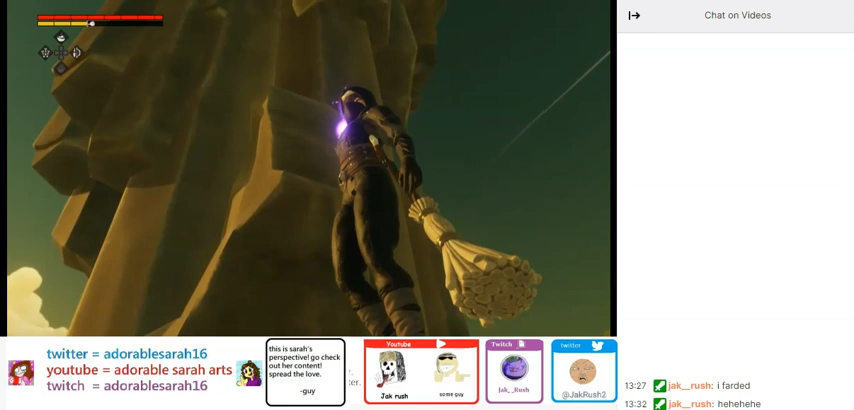 Chat on Videos
twitter = adorablesarah16
youtube = adorable sarah arts
twitch = adorablesarah16
this is sarah's
perspective! go check
out her content!
spread the love.
-guy
ter.
Youtube
Jak rush
some guy
Twitch
Jak_Rush
twitter
@JakRush2
13:27 jak__rush: i farded
13:32 jak__rush: hehehehe